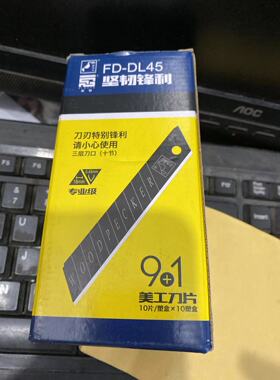 FD-DL45
坚韧锋利
刀刃特别锋利
请小心使用
三层刀口（十节）
专业级
WOODPECKER
9+1
美工刀片
10片/塑盒×10塑盒
AOC